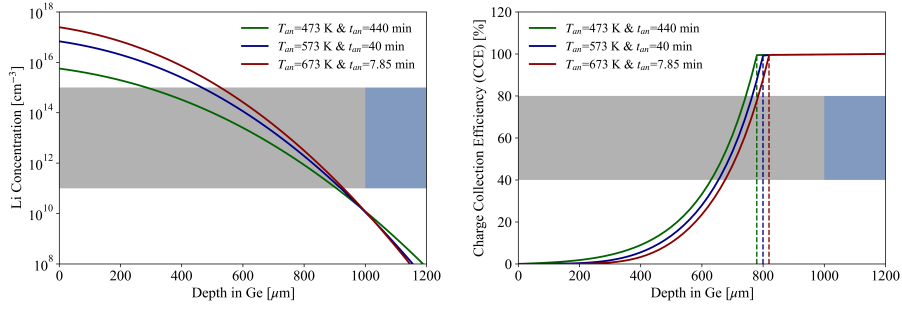 10^18
10^16
10^14
10^12
10^10
10^8
Li Concentration [cm^−3]
T_an=473 K & t_an=440 min
T_an=573 K & t_an=40 min
T_an=673 K & t_an=7.85 min
0 200 400 600 800 1000 1200
Depth in Ge [μm]
120
100
80
60
40
20
0
Charge Collection Efficiency (CCE) [%]
T_an=473 K & t_an=440 min
T_an=573 K & t_an=40 min
T_an=673 K & t_an=7.85 min
0 200 400 600 800 1000 1200
Depth in Ge [μm]